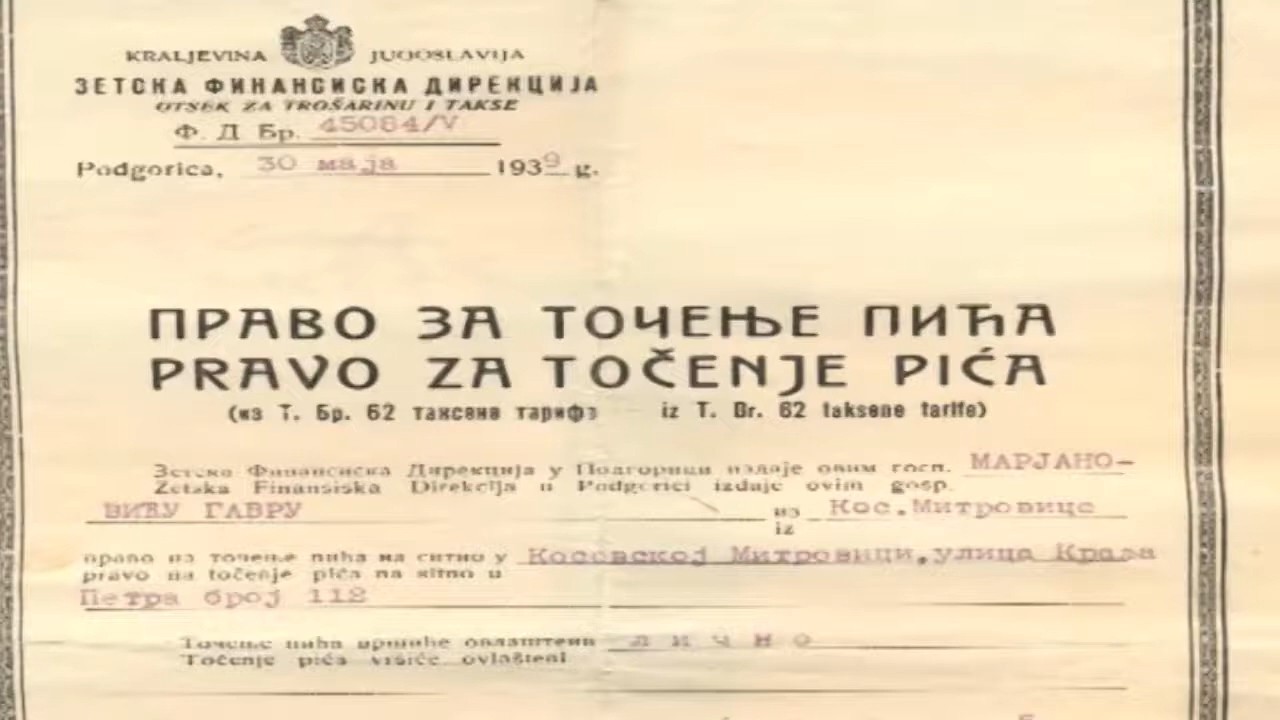 KRALJEVINA JUGOSLAVIJA
ЗЕТСКА ФИНАНСИСКА ДИРЕКЦИЈА
OTSEK ZA TROŠARINU I TAKSE
Ф. Д Бр. 45084/V
Podgorica, 30 маја 1939 g.
ПРАВО ЗА ТОЧЕЊЕ ПИЋА
PRAVO ZA TOČENJE PIĆA
(из Т. Бр. 62 таксене тарифе iz T. Br. 62 taksene tarife)
Зетска Финансиска Дирекција у Подгорици издаје овим госп. МАРЈАНО-
Zetska Finansiska Direkcija u Podgorici izdaje ovim gosp.
ВИЋУ ГАВРУ из Кос.Митровице
iz
право на точење пића на ситно у Косовској Митровици,улица Краља
pravo na točenje pića na sitno u
Петра број 112
Точење пића вршиће овлаштени лично
Točenje pića vršiće ovlašteni